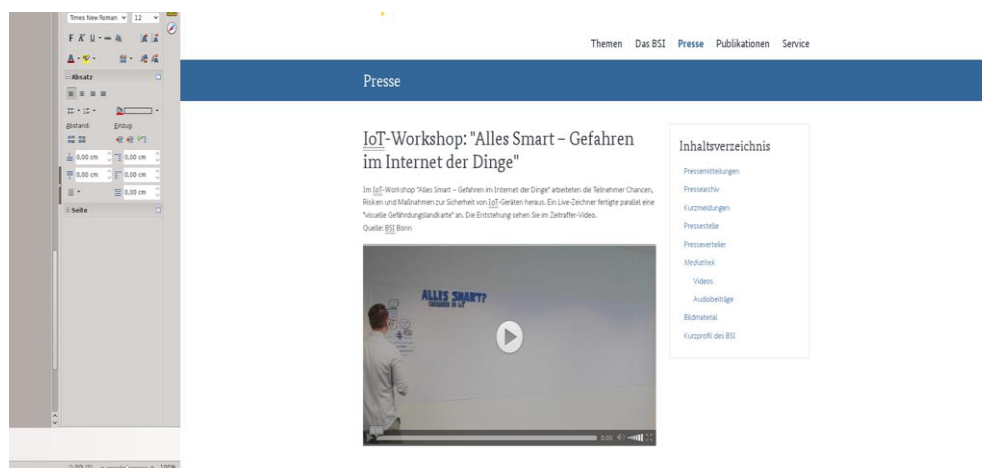 Times New Roman 12
F K U
Absatz
Abstand: Einzug:
0,00 cm 0,00 cm
0,00 cm 0,00 cm
0,00 cm
Seite
100%
Themen Das BSI Presse Publikationen Service
Presse
IoT-Workshop: "Alles Smart – Gefahren
im Internet der Dinge"
Im IoT-Workshop "Alles Smart – Gefahren im Internet der Dinge" arbeiteten die Teilnehmer Chancen,
Risiken und Maßnahmen zur Sicherheit von IoT-Geräten heraus. Ein Live-Zeichner fertigte parallel eine
"visuelle Gefährdungslandkarte" an. Die Entstehung sehen Sie im Zeitraffer-Video.
Quelle: BSI Bonn
ALLES SMART?
GEFAHREN IM IoT
0:00
Inhaltsverzeichnis
Pressemitteilungen
Pressearchiv
Kurzmeldungen
Pressestelle
Presseverteiler
Mediathek
Videos
Audiobeiträge
Bildmaterial
Kurzprofil des BSI